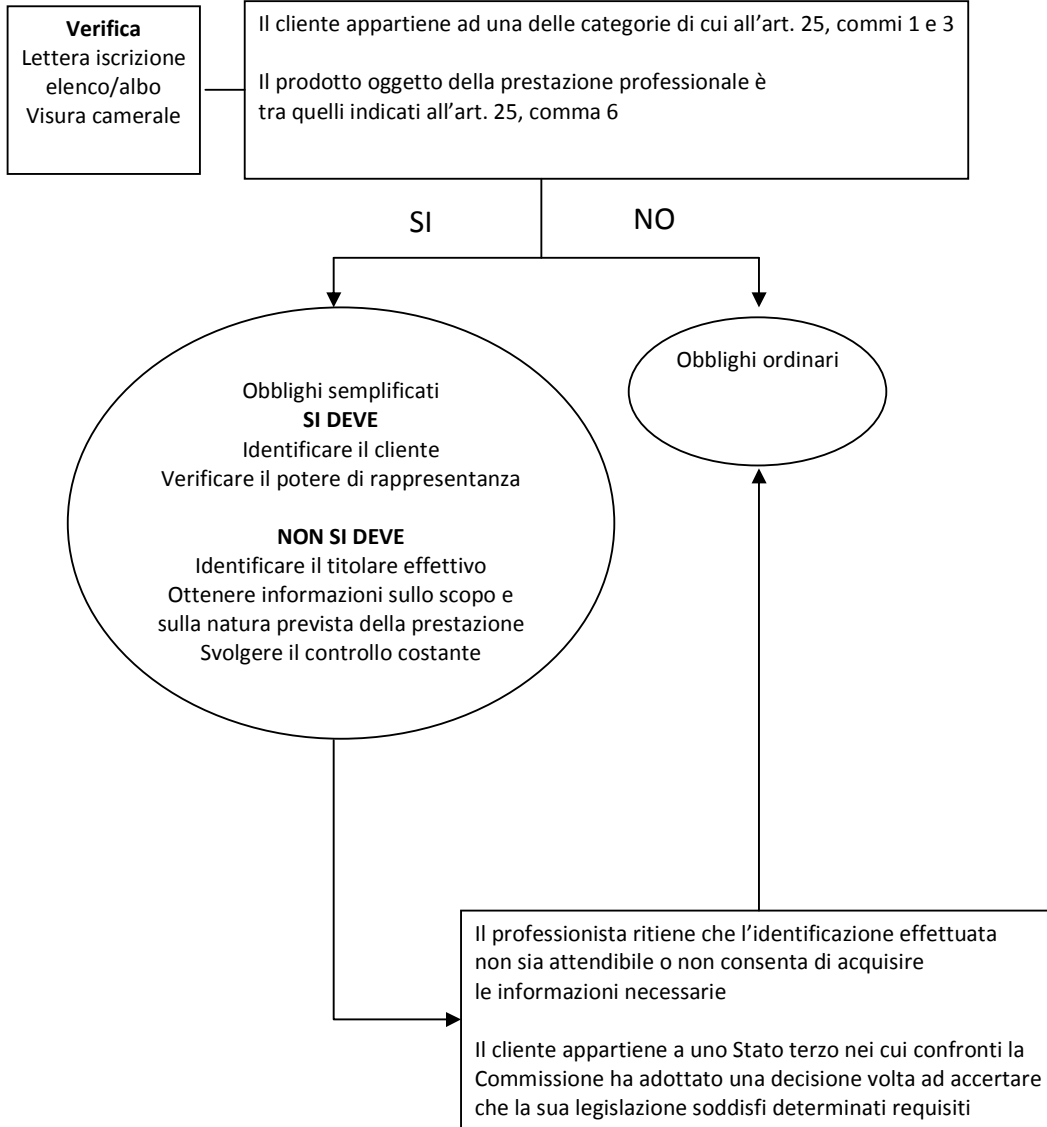 Verifica
Lettera iscrizione
elenco/albo
Visura camerale
Il cliente appartiene ad una delle categorie di cui all'art. 25, commi 1 e 3
Il prodotto oggetto della prestazione professionale è
tra quelli indicati all'art. 25, comma 6
SI
NO
Obblighi semplificati
SI DEVE
Identificare il cliente
Verificare il potere di rappresentanza
NON SI DEVE
Identificare il titolare effettivo
Ottenere informazioni sullo scopo e
sulla natura prevista della prestazione
Svolgere il controllo costante
Obblighi ordinari
Il professionista ritiene che l'identificazione effettuata
non sia attendibile o non consenta di acquisire
le informazioni necessarie
Il cliente appartiene a uno Stato terzo nei cui confronti la
Commissione ha adottato una decisione volta ad accertare
che la sua legislazione soddisfi determinati requisiti